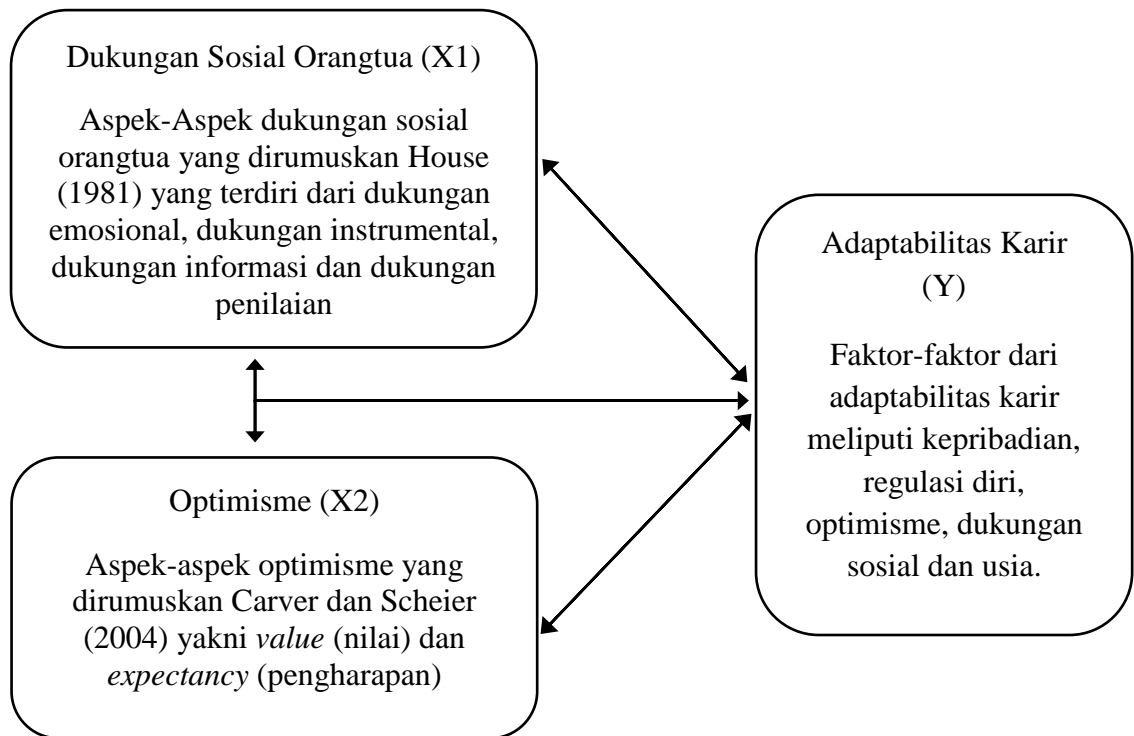 Dukungan Sosial Orangtua (X1)
Aspek-Aspek dukungan sosial
orangtua yang dirumuskan House
(1981) yang terdiri dari dukungan
emosional, dukungan instrumental,
dukungan informasi dan dukungan
penilaian
Adaptabilitas Karir
(Y)
Faktor-faktor dari
adaptabilitas karir
meliputi kepribadian,
regulasi diri,
optimisme, dukungan
sosial dan usia.
Optimisme (X2)
Aspek-aspek optimisme yang
dirumuskan Carver dan Scheier
(2004) yakni value (nilai) dan
expectancy (pengharapan)